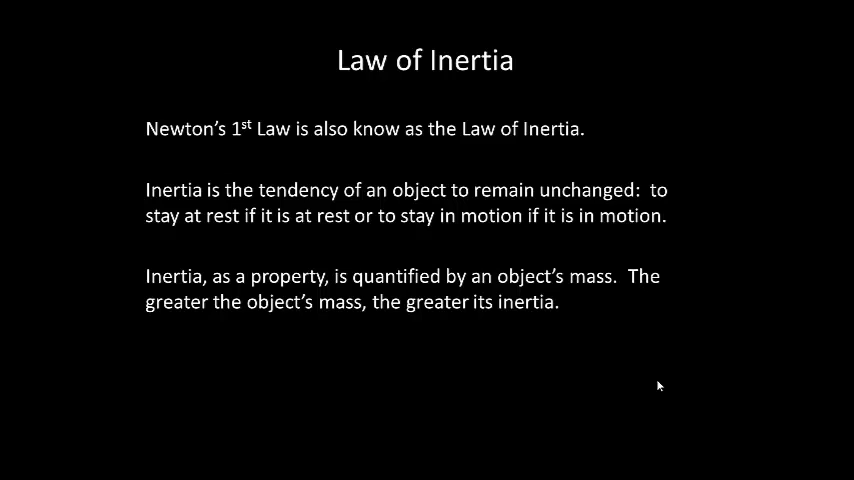 Law of Inertia
Newton's 1st Law is also know as the Law of Inertia.
Inertia is the tendency of an object to remain unchanged:  to
stay at rest if it is at rest or to stay in motion if it is in motion.
Inertia, as a property, is quantified by an object's mass.  The
greater the object's mass, the greater its inertia.